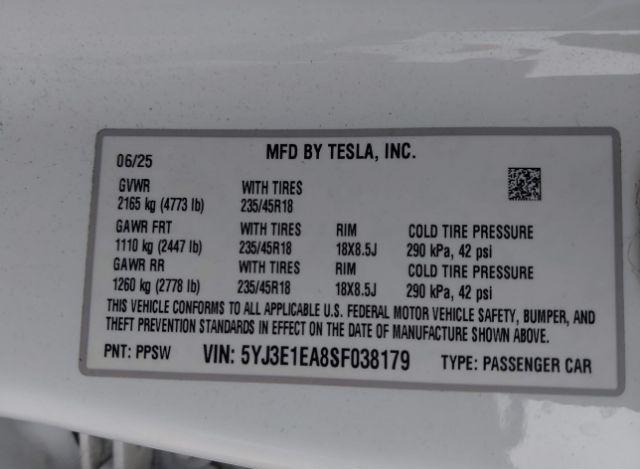 MFD BY TESLA, INC.
06/25
GVWR WITH TIRES
2165 kg (4773 lb) 235/45R18
GAWR FRT WITH TIRES RIM COLD TIRE PRESSURE
1110 kg (2447 lb) 235/45R18 18X8.5J 290 kPa, 42 psi
GAWR RR WITH TIRES RIM COLD TIRE PRESSURE
1260 kg (2778 lb) 235/45R18 18X8.5J 290 kPa, 42 psi
THIS VEHICLE CONFORMS TO ALL APPLICABLE U.S. FEDERAL MOTOR VEHICLE SAFETY, BUMPER, AND
THEFT PREVENTION STANDARDS IN EFFECT ON THE DATE OF MANUFACTURE SHOWN ABOVE.
PNT: PPSW VIN: 5YJ3E1EA8SF038179 TYPE: PASSENGER CAR